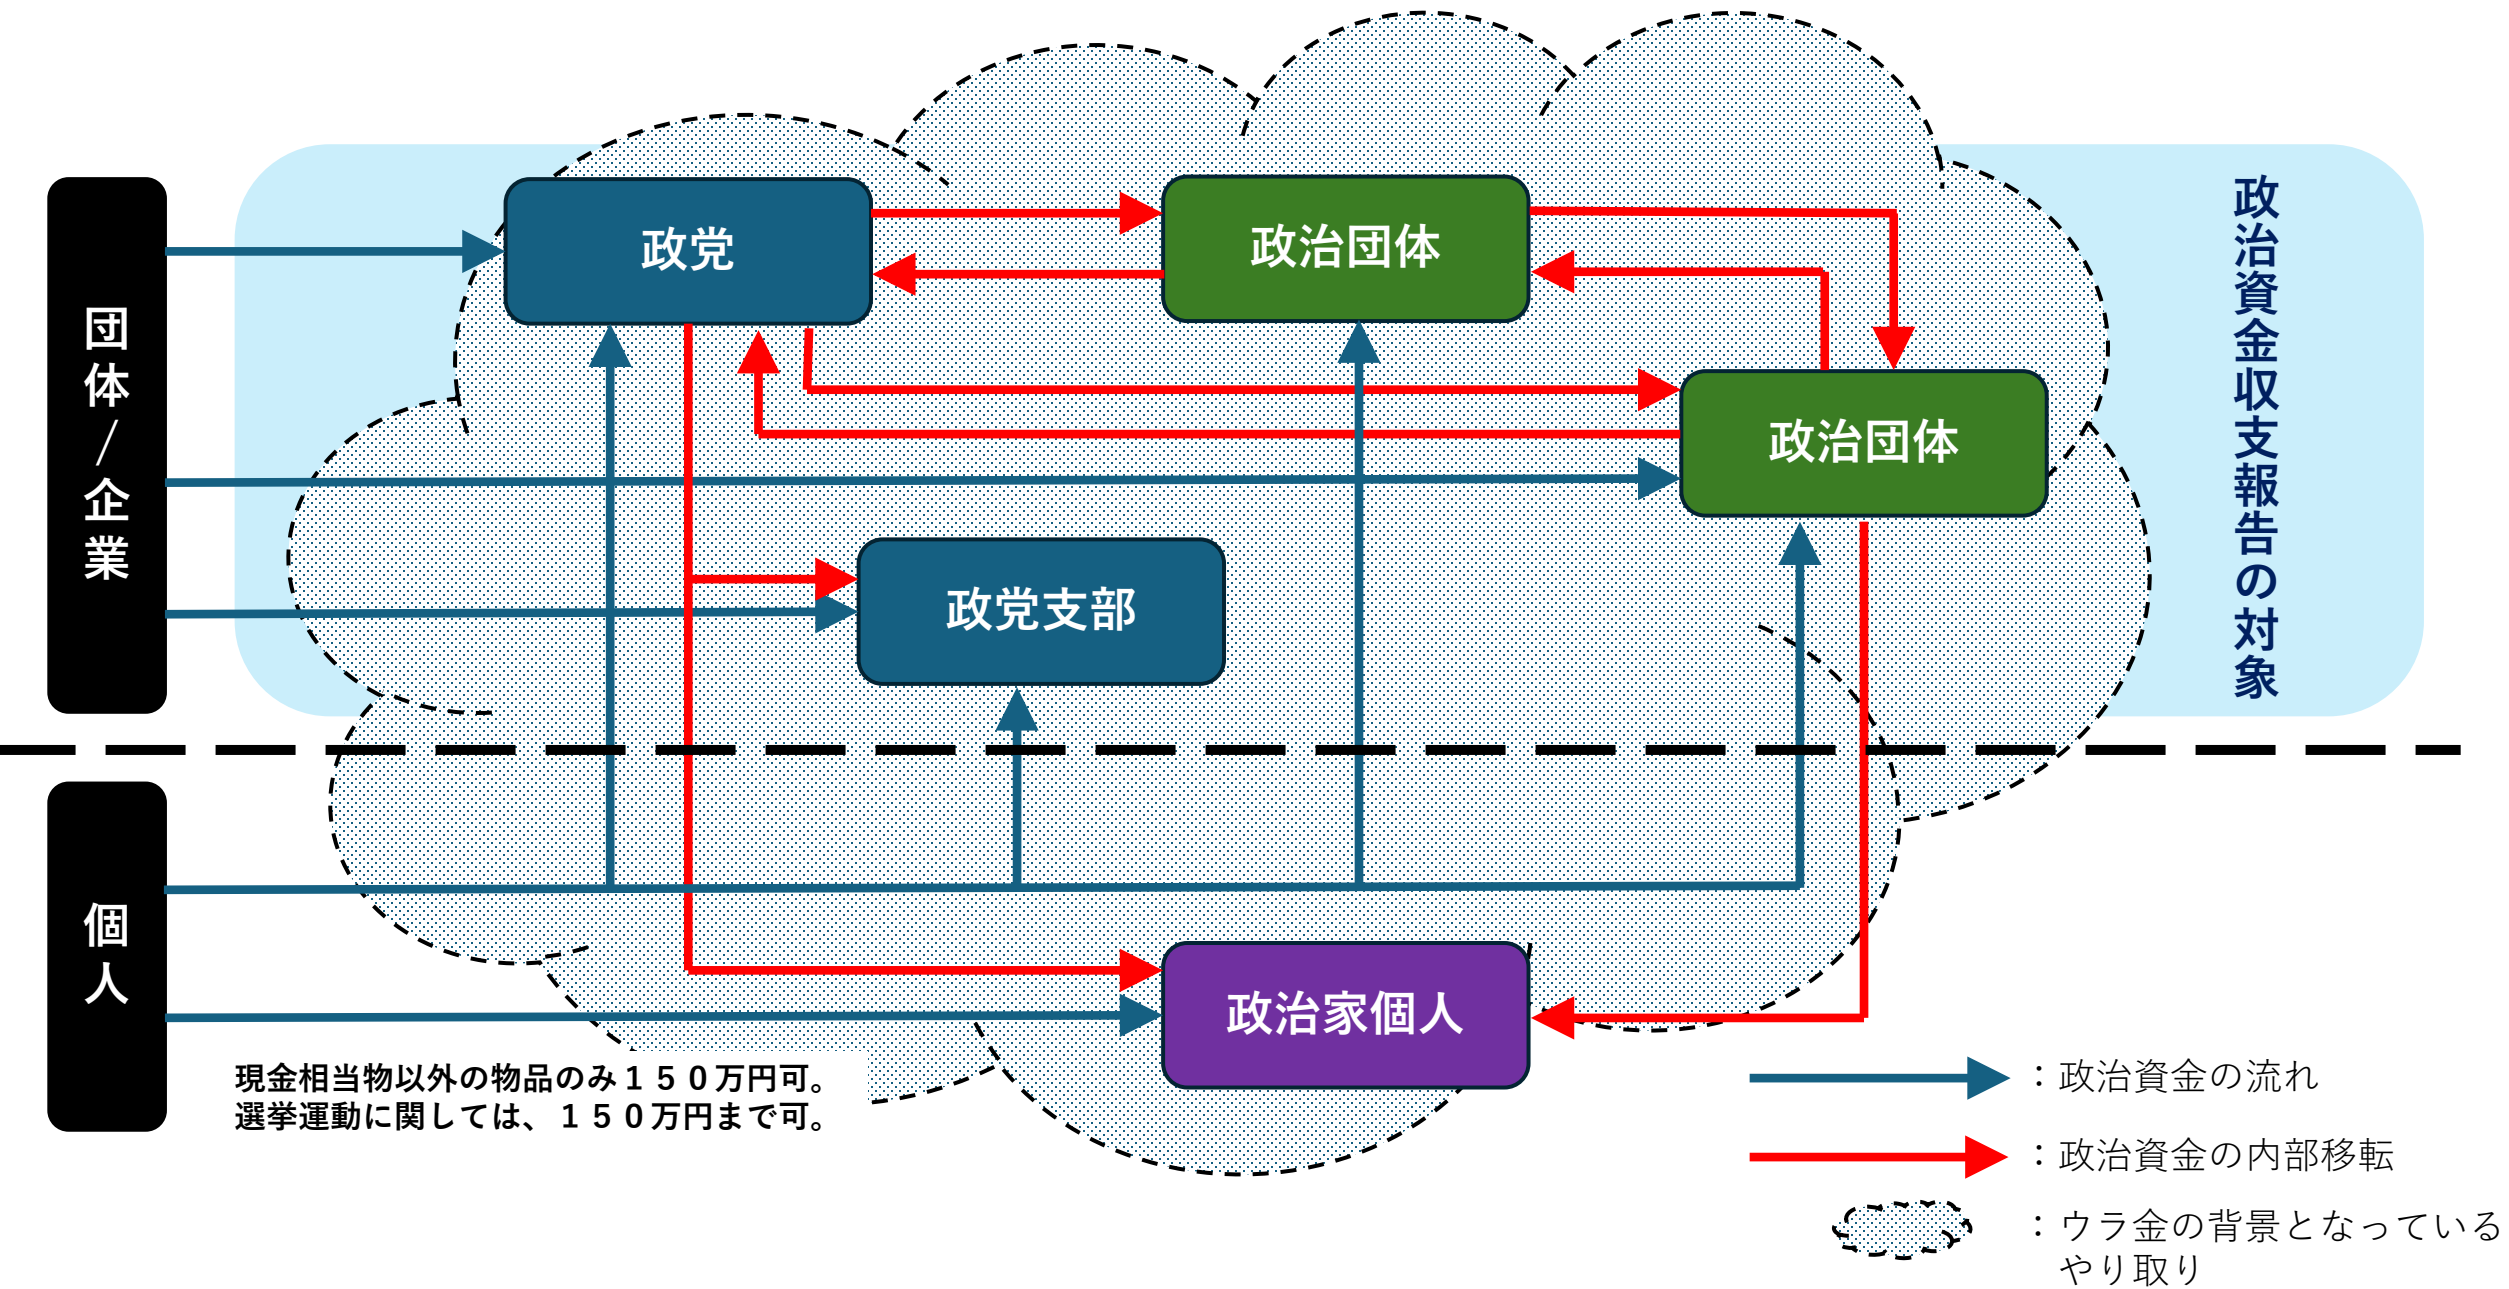 団体/企業
政党
政治団体
政治団体
政党支部
政治資金収支報告の対象
個人
政治家個人
現金相当物以外の物品のみ１５０万円可。
選挙運動に関しては、１５０万円まで可。
：政治資金の流れ
：政治資金の内部移転
：ウラ金の背景となっている
やり取り